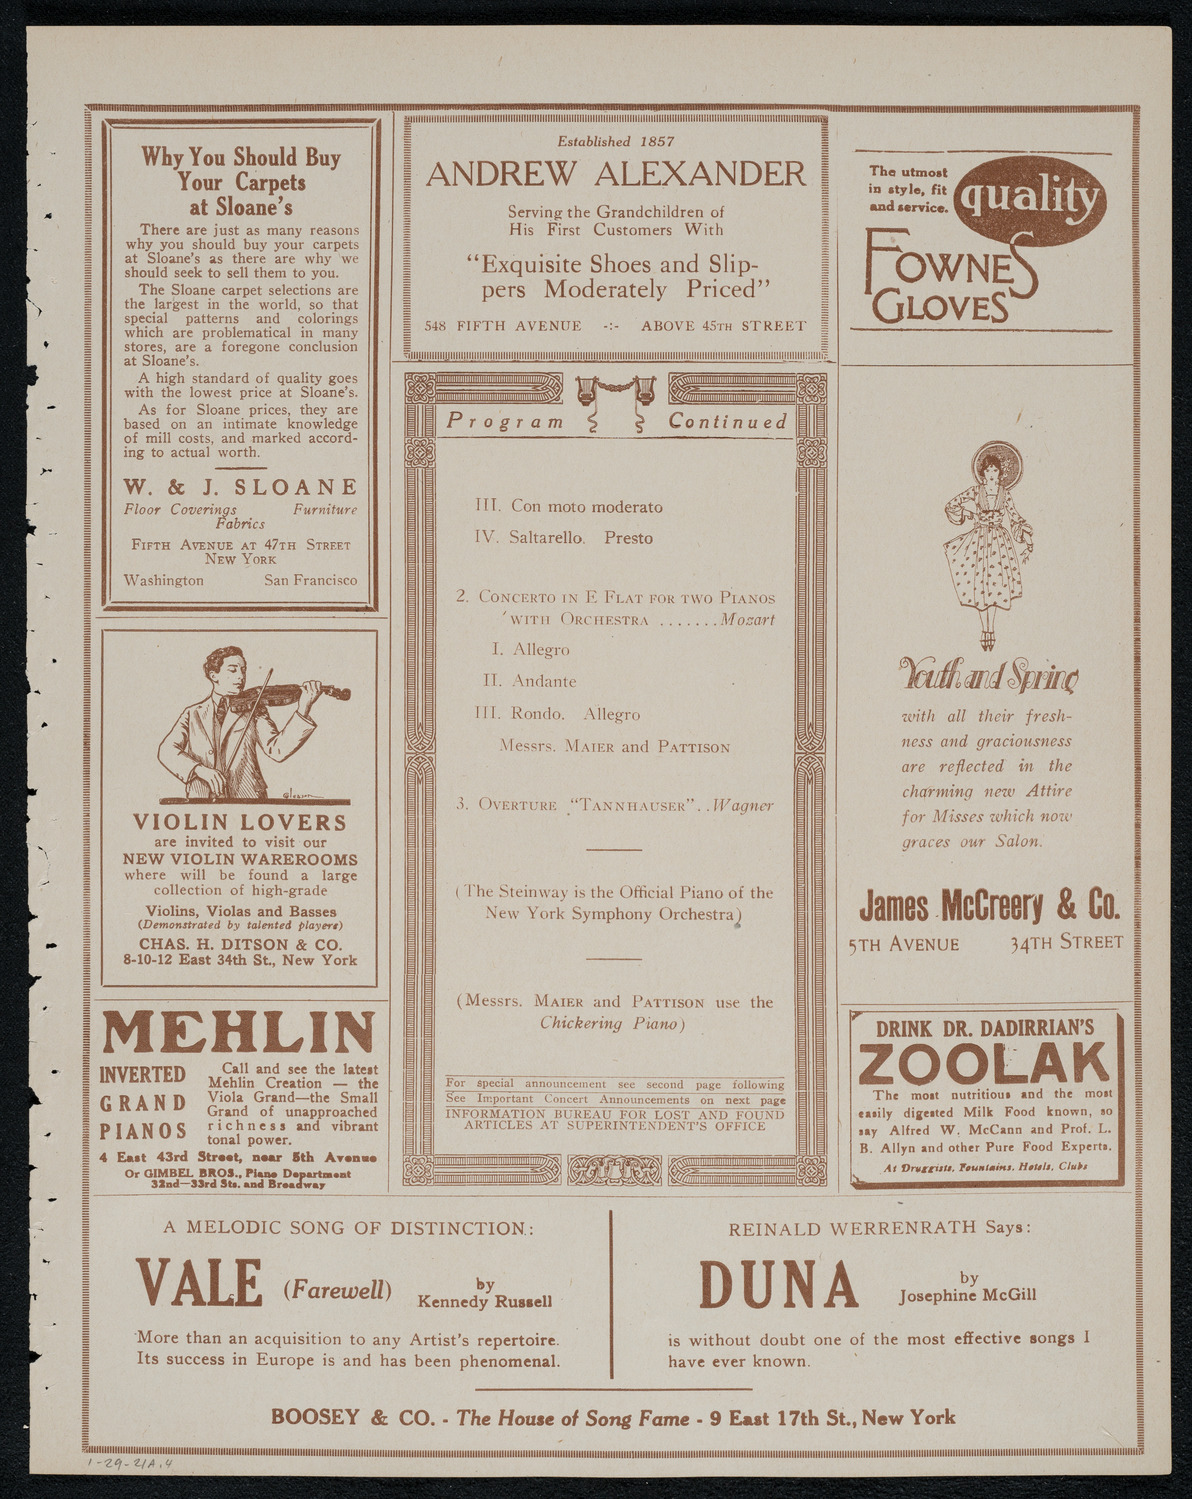 Why You Should Buy
Your Carpets
at Sloane's
There are just as many reasons
why you should buy your carpets
at Sloane's as there are why we
should seek to sell them to you.
The Sloane carpet selections are
the largest in the world, so that
special patterns and colorings
which are problematical in many
stores, are a foregone conclusion
at Sloane's.
A high standard of quality goes
with the lowest price at Sloane's.
As for Sloane prices, they are
based on an intimate knowledge
of mill costs, and marked accord-
ing to actual worth.
W. & J. SLOANE
Floor Coverings Furniture
Fabrics
FIFTH AVENUE AT 47TH STREET
NEW YORK
Washington San Francisco
Gleason
VIOLIN LOVERS
are invited to visit our
NEW VIOLIN WAREROOMS
where will be found a large
collection of high-grade
Violins, Violas and Basses
(Demonstrated by talented players)
CHAS. H. DITSON & CO.
8-10-12 East 34th St., New York
MEHLIN
INVERTED
GRAND
PIANOS
Call and see the latest
Mehlin Creation — the
Viola Grand—the Small
Grand of unapproached
richness and vibrant
tonal power.
4 East 43rd Street, near 5th Avenue
Or GIMBEL BROS., Piano Department
32nd—33rd Sts. and Broadway
Established 1857
ANDREW ALEXANDER
Serving the Grandchildren of
His First Customers With
"Exquisite Shoes and Slip-
pers Moderately Priced"
548 FIFTH AVENUE -:- ABOVE 45TH STREET
Program Continued
III. Con moto moderato
IV. Saltarello. Presto
2. CONCERTO IN E FLAT FOR TWO PIANOS
WITH ORCHESTRA .......Mozart
I. Allegro
II. Andante
III. Rondo. Allegro
Messrs. MAIER and PATTISON
3. OVERTURE "TANNHAUSER"..Wagner
(The Steinway is the Official Piano of the
New York Symphony Orchestra)
(Messrs. MAIER and PATTISON use the
Chickering Piano)
For special announcement see second page following
See Important Concert Announcements on next page
INFORMATION BUREAU FOR LOST AND FOUND
ARTICLES AT SUPERINTENDENT'S OFFICE
The utmost
in style, fit
and service.
quality
FOWNES
GLOVES
Youth and Spring
with all their fresh-
ness and graciousness
are reflected in the
charming new Attire
for Misses which now
graces our Salon.
James McCreery & Co.
5TH AVENUE 34TH STREET
DRINK DR. DADIRRIAN'S
ZOOLAK
The most nutritious and the most
easily digested Milk Food known, so
say Alfred W. McCann and Prof. L.
B. Allyn and other Pure Food Experts.
At Druggists, Fountains, Hotels, Clubs
A MELODIC SONG OF DISTINCTION:
VALE (Farewell) by
Kennedy Russell
More than an acquisition to any Artist's repertoire.
Its success in Europe is and has been phenomenal.
REINALD WERRENRATH Says:
DUNA by
Josephine McGill
is without doubt one of the most effective songs I
have ever known.
BOOSEY & CO. - The House of Song Fame - 9 East 17th St., New York
1-29-21A.4